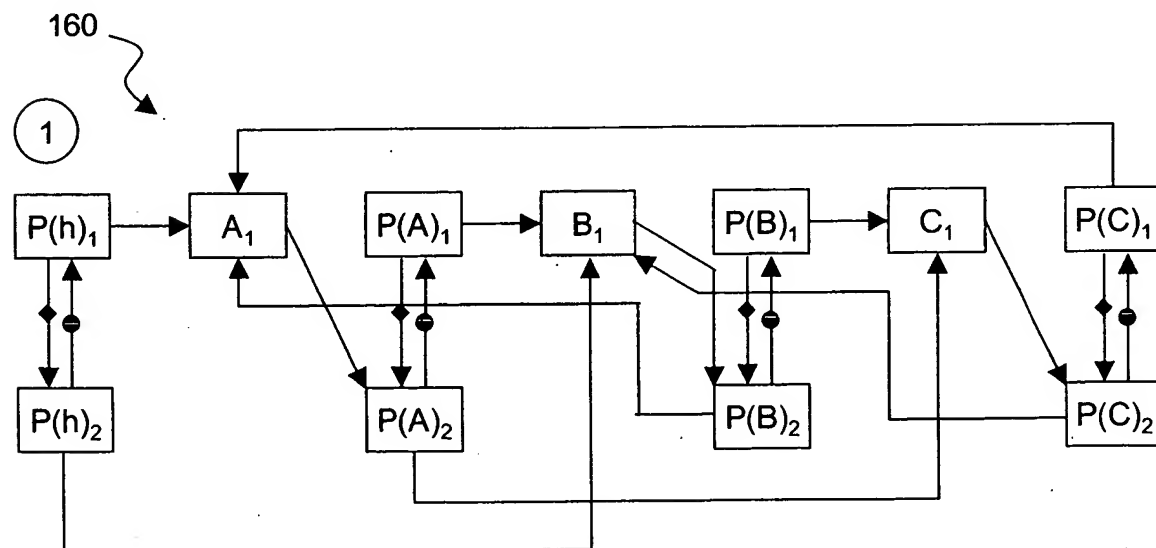 160
1
P(h)₁ A₁ P(A)₁ B₁ P(B)₁ C₁ P(C)₁
P(h)₂ P(A)₂ P(B)₂ P(C)₂